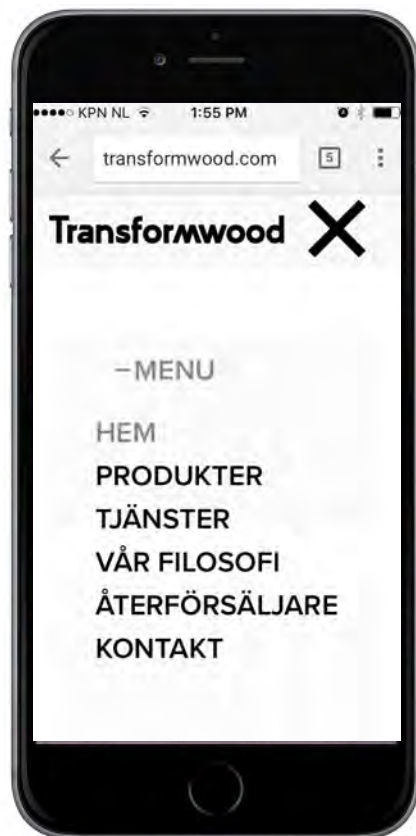 KPN NL 1:55 PM
transformwood.com 5
Transformwood
–MENU
HEM
PRODUKTER
TJÄNSTER
VÅR FILOSOFI
ÅTERFÖRSÄLJARE
KONTAKT